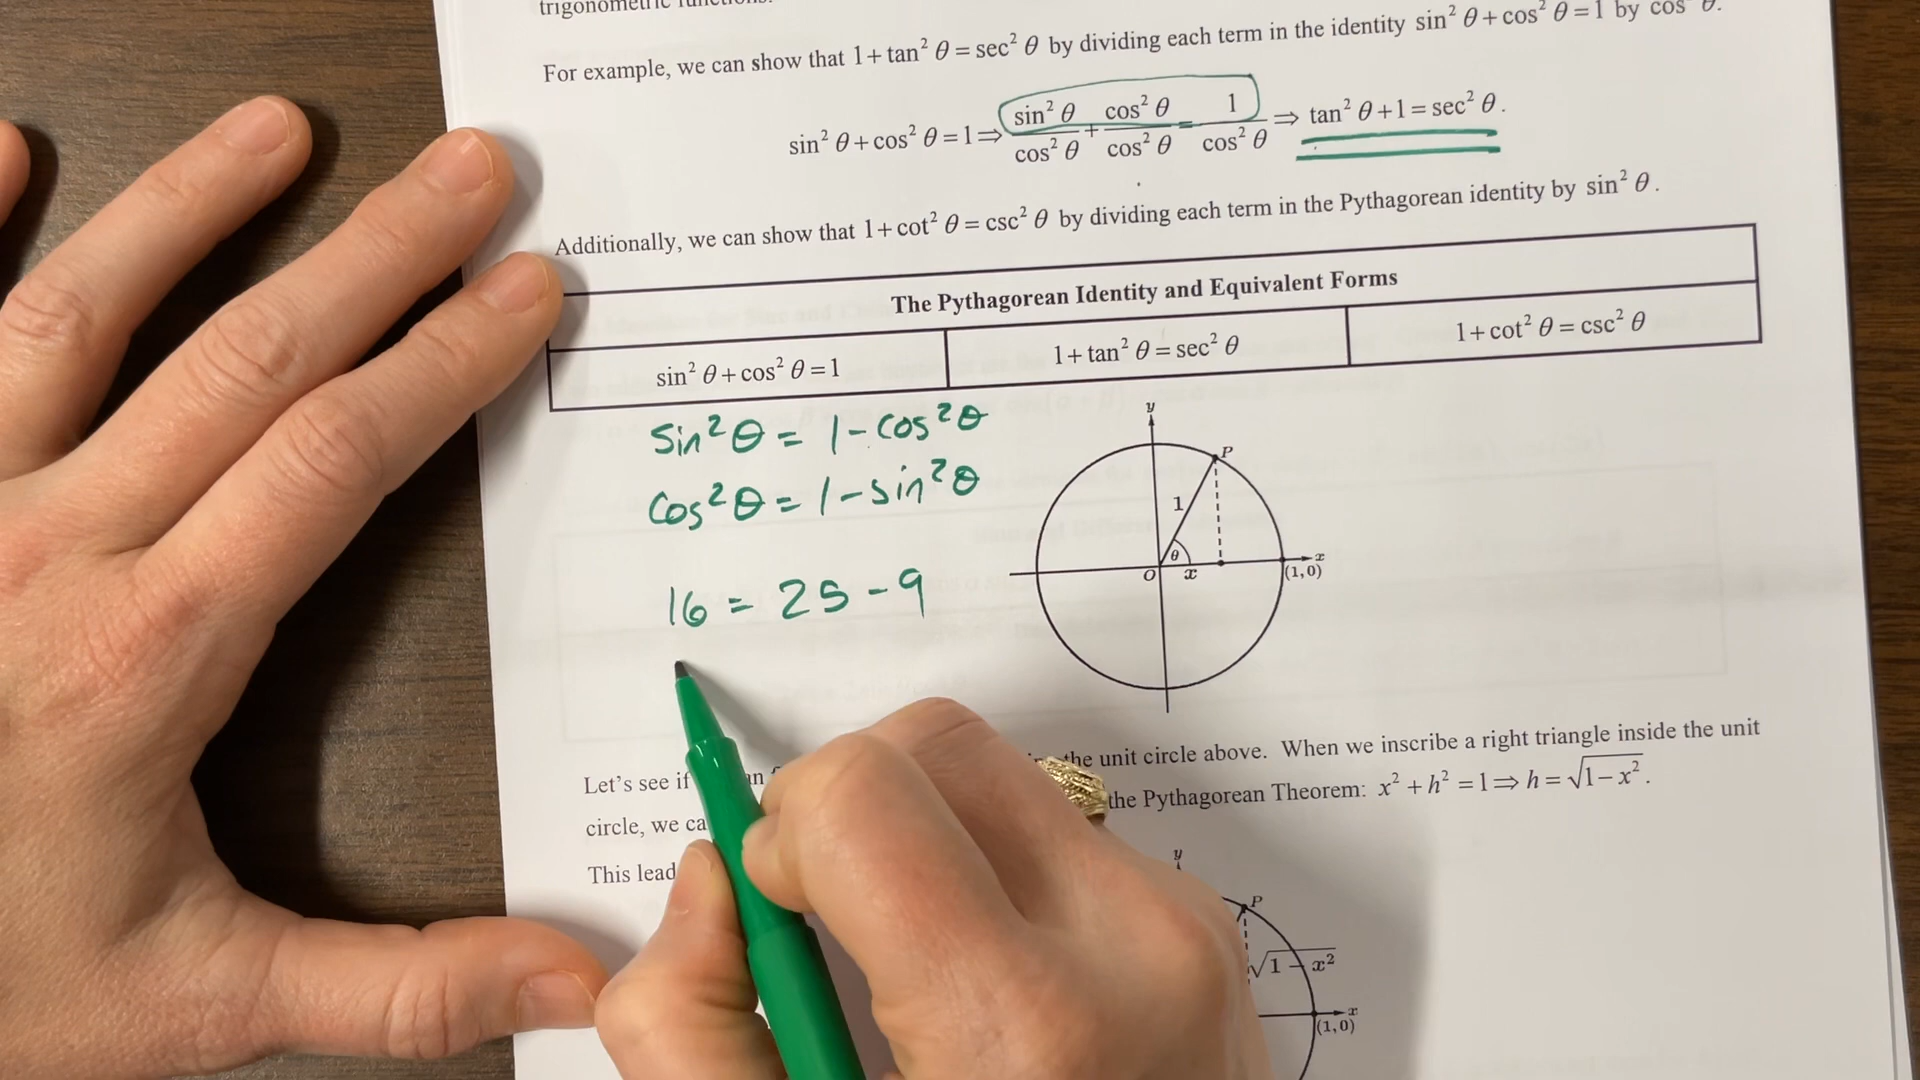 trigonometric functions.
For example, we can show that 1+tan² θ = sec² θ by dividing each term in the identity sin² θ+cos² θ=1 by cos² θ.
sin² θ+cos² θ=1⇒ sin² θ/cos² θ + cos² θ/cos² θ = 1/cos² θ ⇒ tan² θ+1=sec² θ.
Additionally, we can show that 1+cot² θ = csc² θ by dividing each term in the Pythagorean identity by sin² θ.
The Pythagorean Identity and Equivalent Forms
sin² θ+cos² θ=1
1+tan² θ=sec² θ
1+cot² θ=csc² θ
sin²θ = 1-cos²θ
cos²θ = 1-sin²θ
16 = 25-9
y
P
1
θ
O
x
x
(1,0)
Let's see if the unit circle above. When we inscribe a right triangle inside the unit
circle, we the Pythagorean Theorem: x²+h²=1⇒h=√1-x².
This
y
P
√1-x²
x
(1,0)